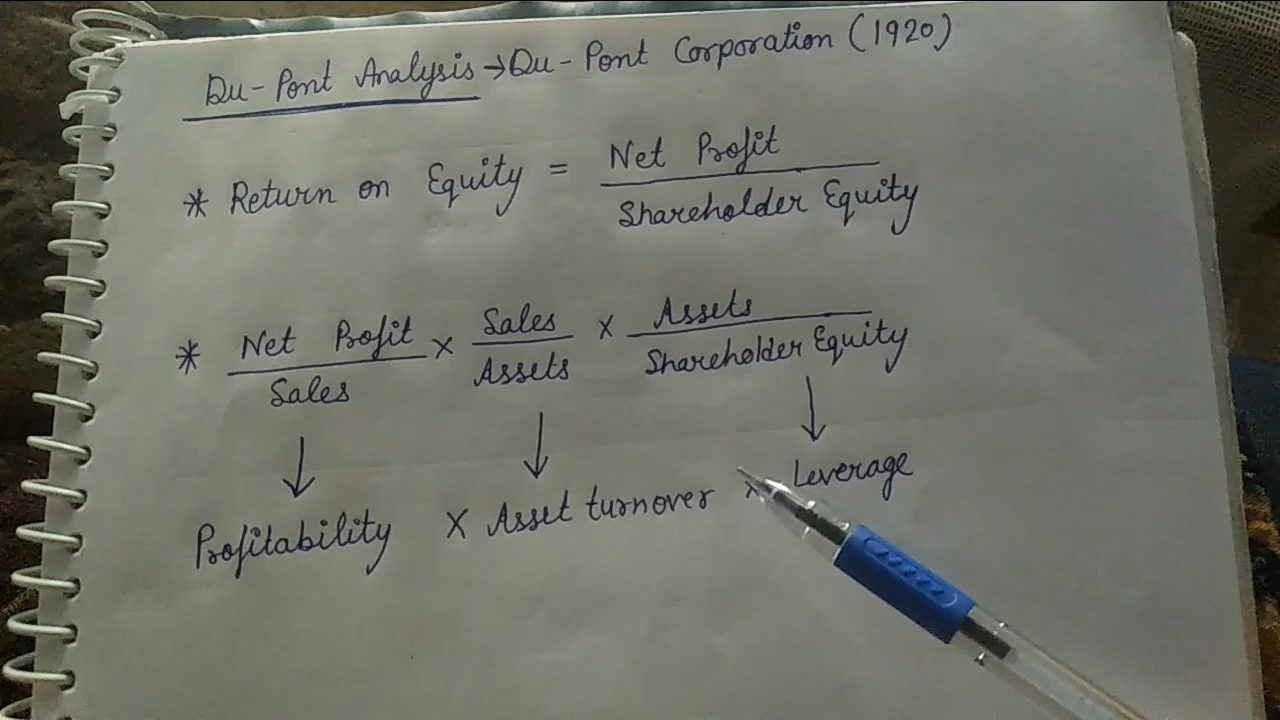 Du-Pont Analysis → Du-Pont Corporation (1920)
* Return on Equity = Net Profit
Shareholder Equity
* Net Profit × Sales × Assets
Sales Assets Shareholder Equity
↓ ↓ ↓
Profitability × Asset turnover × Leverage